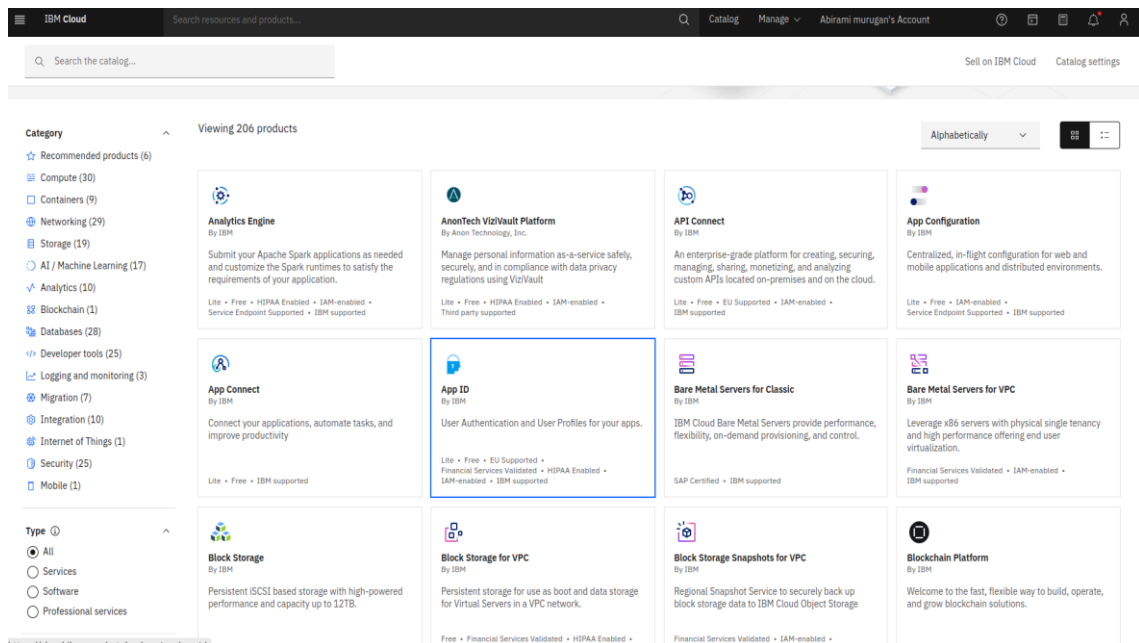 IBM Cloud
Search resources and products...
Catalog
Manage
Abirami murugan's Account
Search the catalog...
Sell on IBM Cloud
Catalog settings
Category
Recommended products (6)
Compute (30)
Containers (9)
Networking (29)
Storage (19)
AI / Machine Learning (17)
Analytics (10)
Blockchain (1)
Databases (28)
Developer tools (25)
Logging and monitoring (3)
Migration (7)
Integration (10)
Internet of Things (1)
Security (25)
Mobile (1)
Type
All
Services
Software
Professional services
Viewing 206 products
Alphabetically
Analytics Engine
By IBM
Submit your Apache Spark applications as needed
and customize the Spark runtimes to satisfy the
requirements of your application.
Lite • Free • HIPAA Enabled • IAM-enabled •
Service Endpoint Supported • IBM supported
AnonTech ViziVault Platform
By Anon Technology, Inc.
Manage personal information as-a-service safely,
securely, and in compliance with data privacy
regulations using ViziVault
Lite • Free • HIPAA Enabled • IAM-enabled •
Third party supported
API Connect
By IBM
An enterprise-grade platform for creating, securing,
managing, sharing, monetizing, and analyzing
custom APIs located on-premises and on the cloud.
Lite • Free • EU Supported • IAM-enabled •
IBM supported
App Configuration
By IBM
Centralized, in-flight configuration for web and
mobile applications and distributed environments.
Lite • Free • IAM-enabled •
Service Endpoint Supported • IBM supported
App Connect
By IBM
Connect your applications, automate tasks, and
improve productivity
Lite • Free • IBM supported
App ID
By IBM
User Authentication and User Profiles for your apps.
Lite • Free • EU Supported •
Financial Services Validated • HIPAA Enabled •
IAM-enabled • IBM supported
Bare Metal Servers for Classic
By IBM
IBM Cloud Bare Metal Servers provide performance,
flexibility, on-demand provisioning, and control.
SAP Certified • IBM supported
Bare Metal Servers for VPC
By IBM
Leverage x86 servers with physical single tenancy
and high performance offering end user
virtualization.
Financial Services Validated • IAM-enabled •
IBM supported
Block Storage
By IBM
Persistent iSCSI based storage with high-powered
performance and capacity up to 12TB.
Block Storage for VPC
By IBM
Persistent storage for use as boot and data storage
for Virtual Servers in a VPC network.
Free • Financial Services Validated • HIPAA Enabled •
Block Storage Snapshots for VPC
By IBM
Regional Snapshot Service to securely back up
block storage data to IBM Cloud Object Storage
Financial Services Validated • IAM-enabled •
Blockchain Platform
By IBM
Welcome to the fast, flexible way to build, operate,
and grow blockchain solutions.